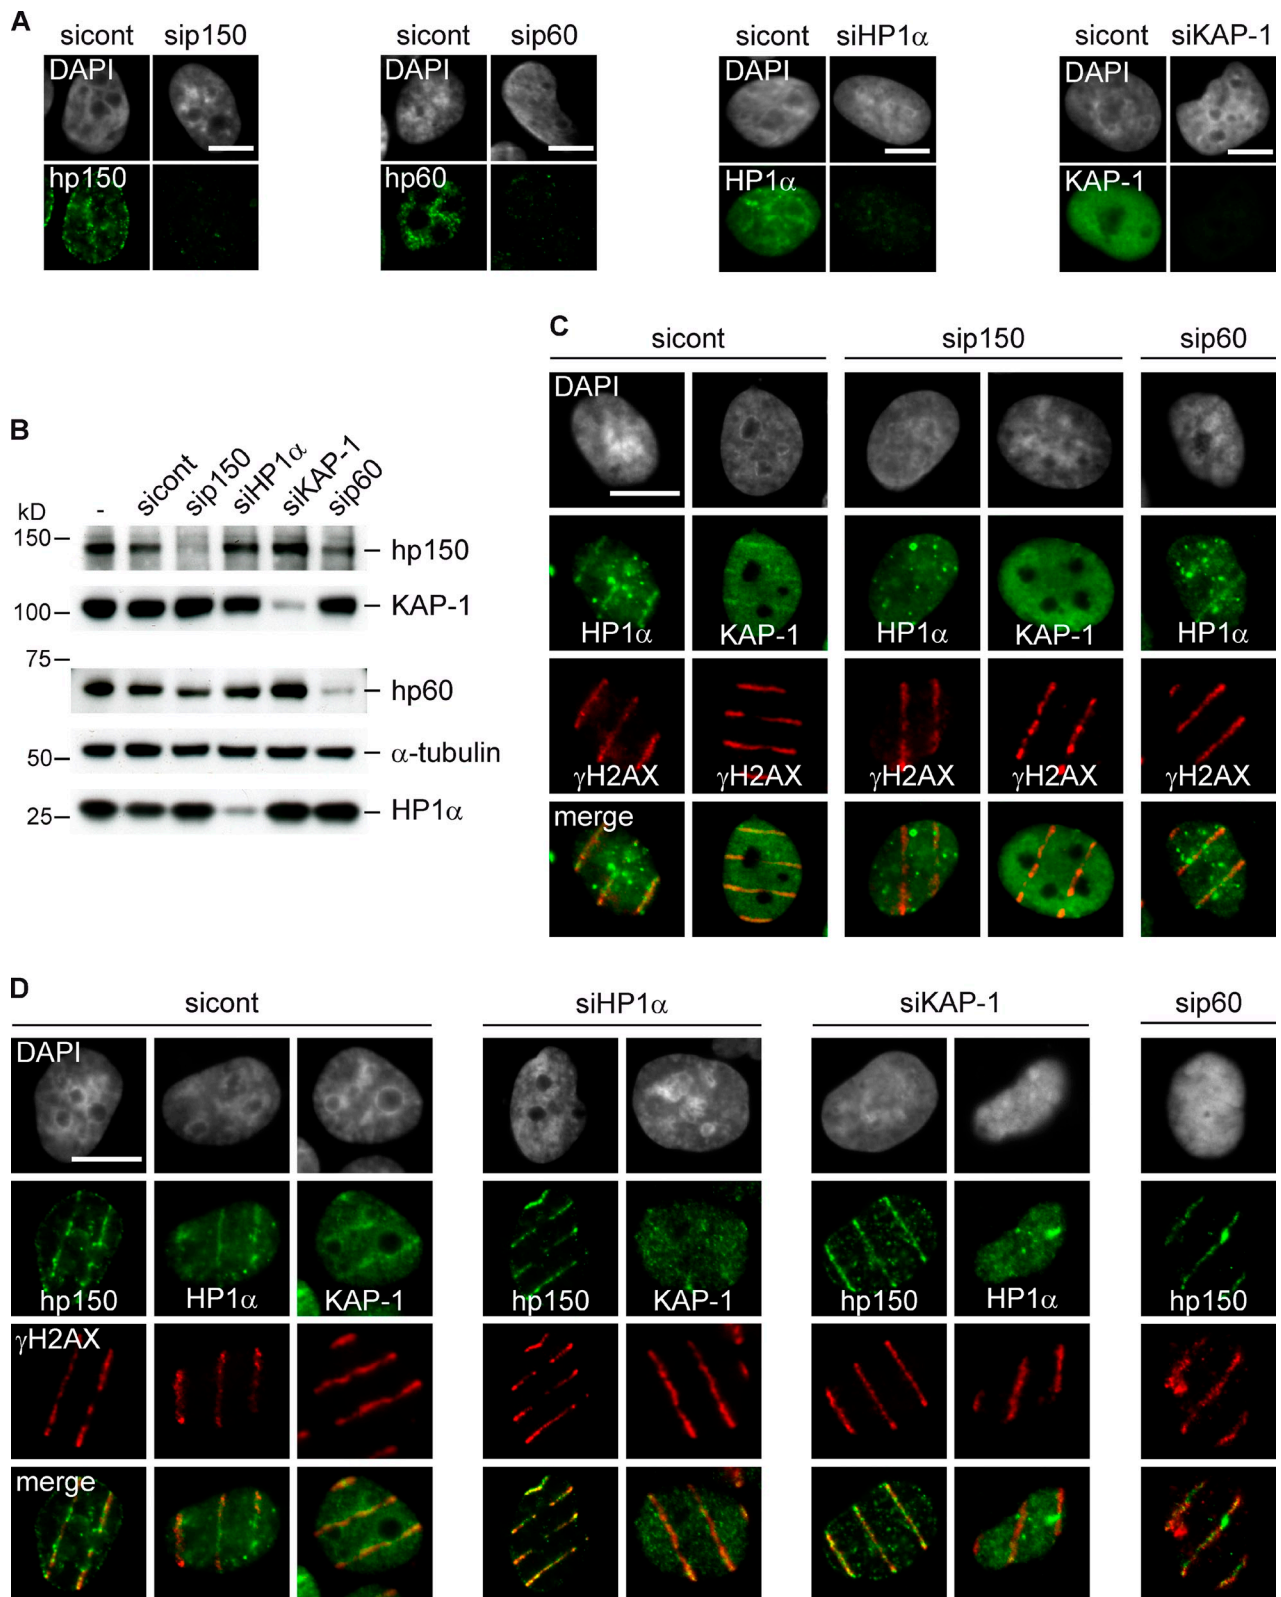 A
sicont sip150 sicont sip60 sicont siHP1α sicont siKAP-1
DAPI DAPI DAPI DAPI
hp150 hp60 HP1α KAP-1
B
- sicont sip150 siHP1α siKAP-1 sip60
kD
150 hp150
100 KAP-1
75
hp60
50 α-tubulin
25 HP1α
C
sicont sip150 sip60
DAPI
HP1α KAP-1 HP1α KAP-1 HP1α
γH2AX γH2AX γH2AX γH2AX γH2AX
merge
D
sicont siHP1α siKAP-1 sip60
DAPI
hp150 HP1α KAP-1 hp150 KAP-1 hp150 HP1α hp150
γH2AX
merge